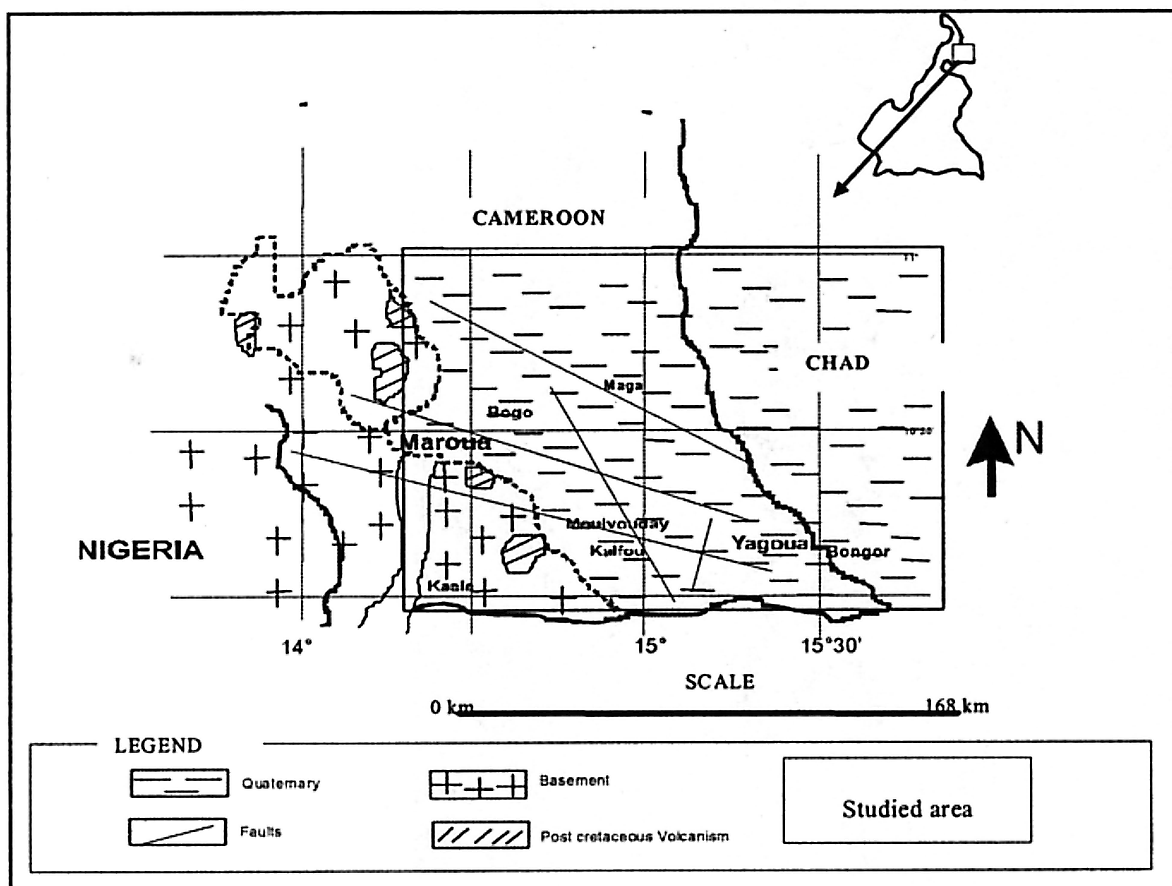 CAMEROON
11°
CHAD
Maga
Bogo
Maroua
N
Moulvouday
NIGERIA
Yagoua
Kalfou
Bongor
Kaele
14°
15°
15°30'
SCALE
0 km
168 km
LEGEND
Quaternary
Basement
Studied area
Faults
Post cretaceous Volcanism